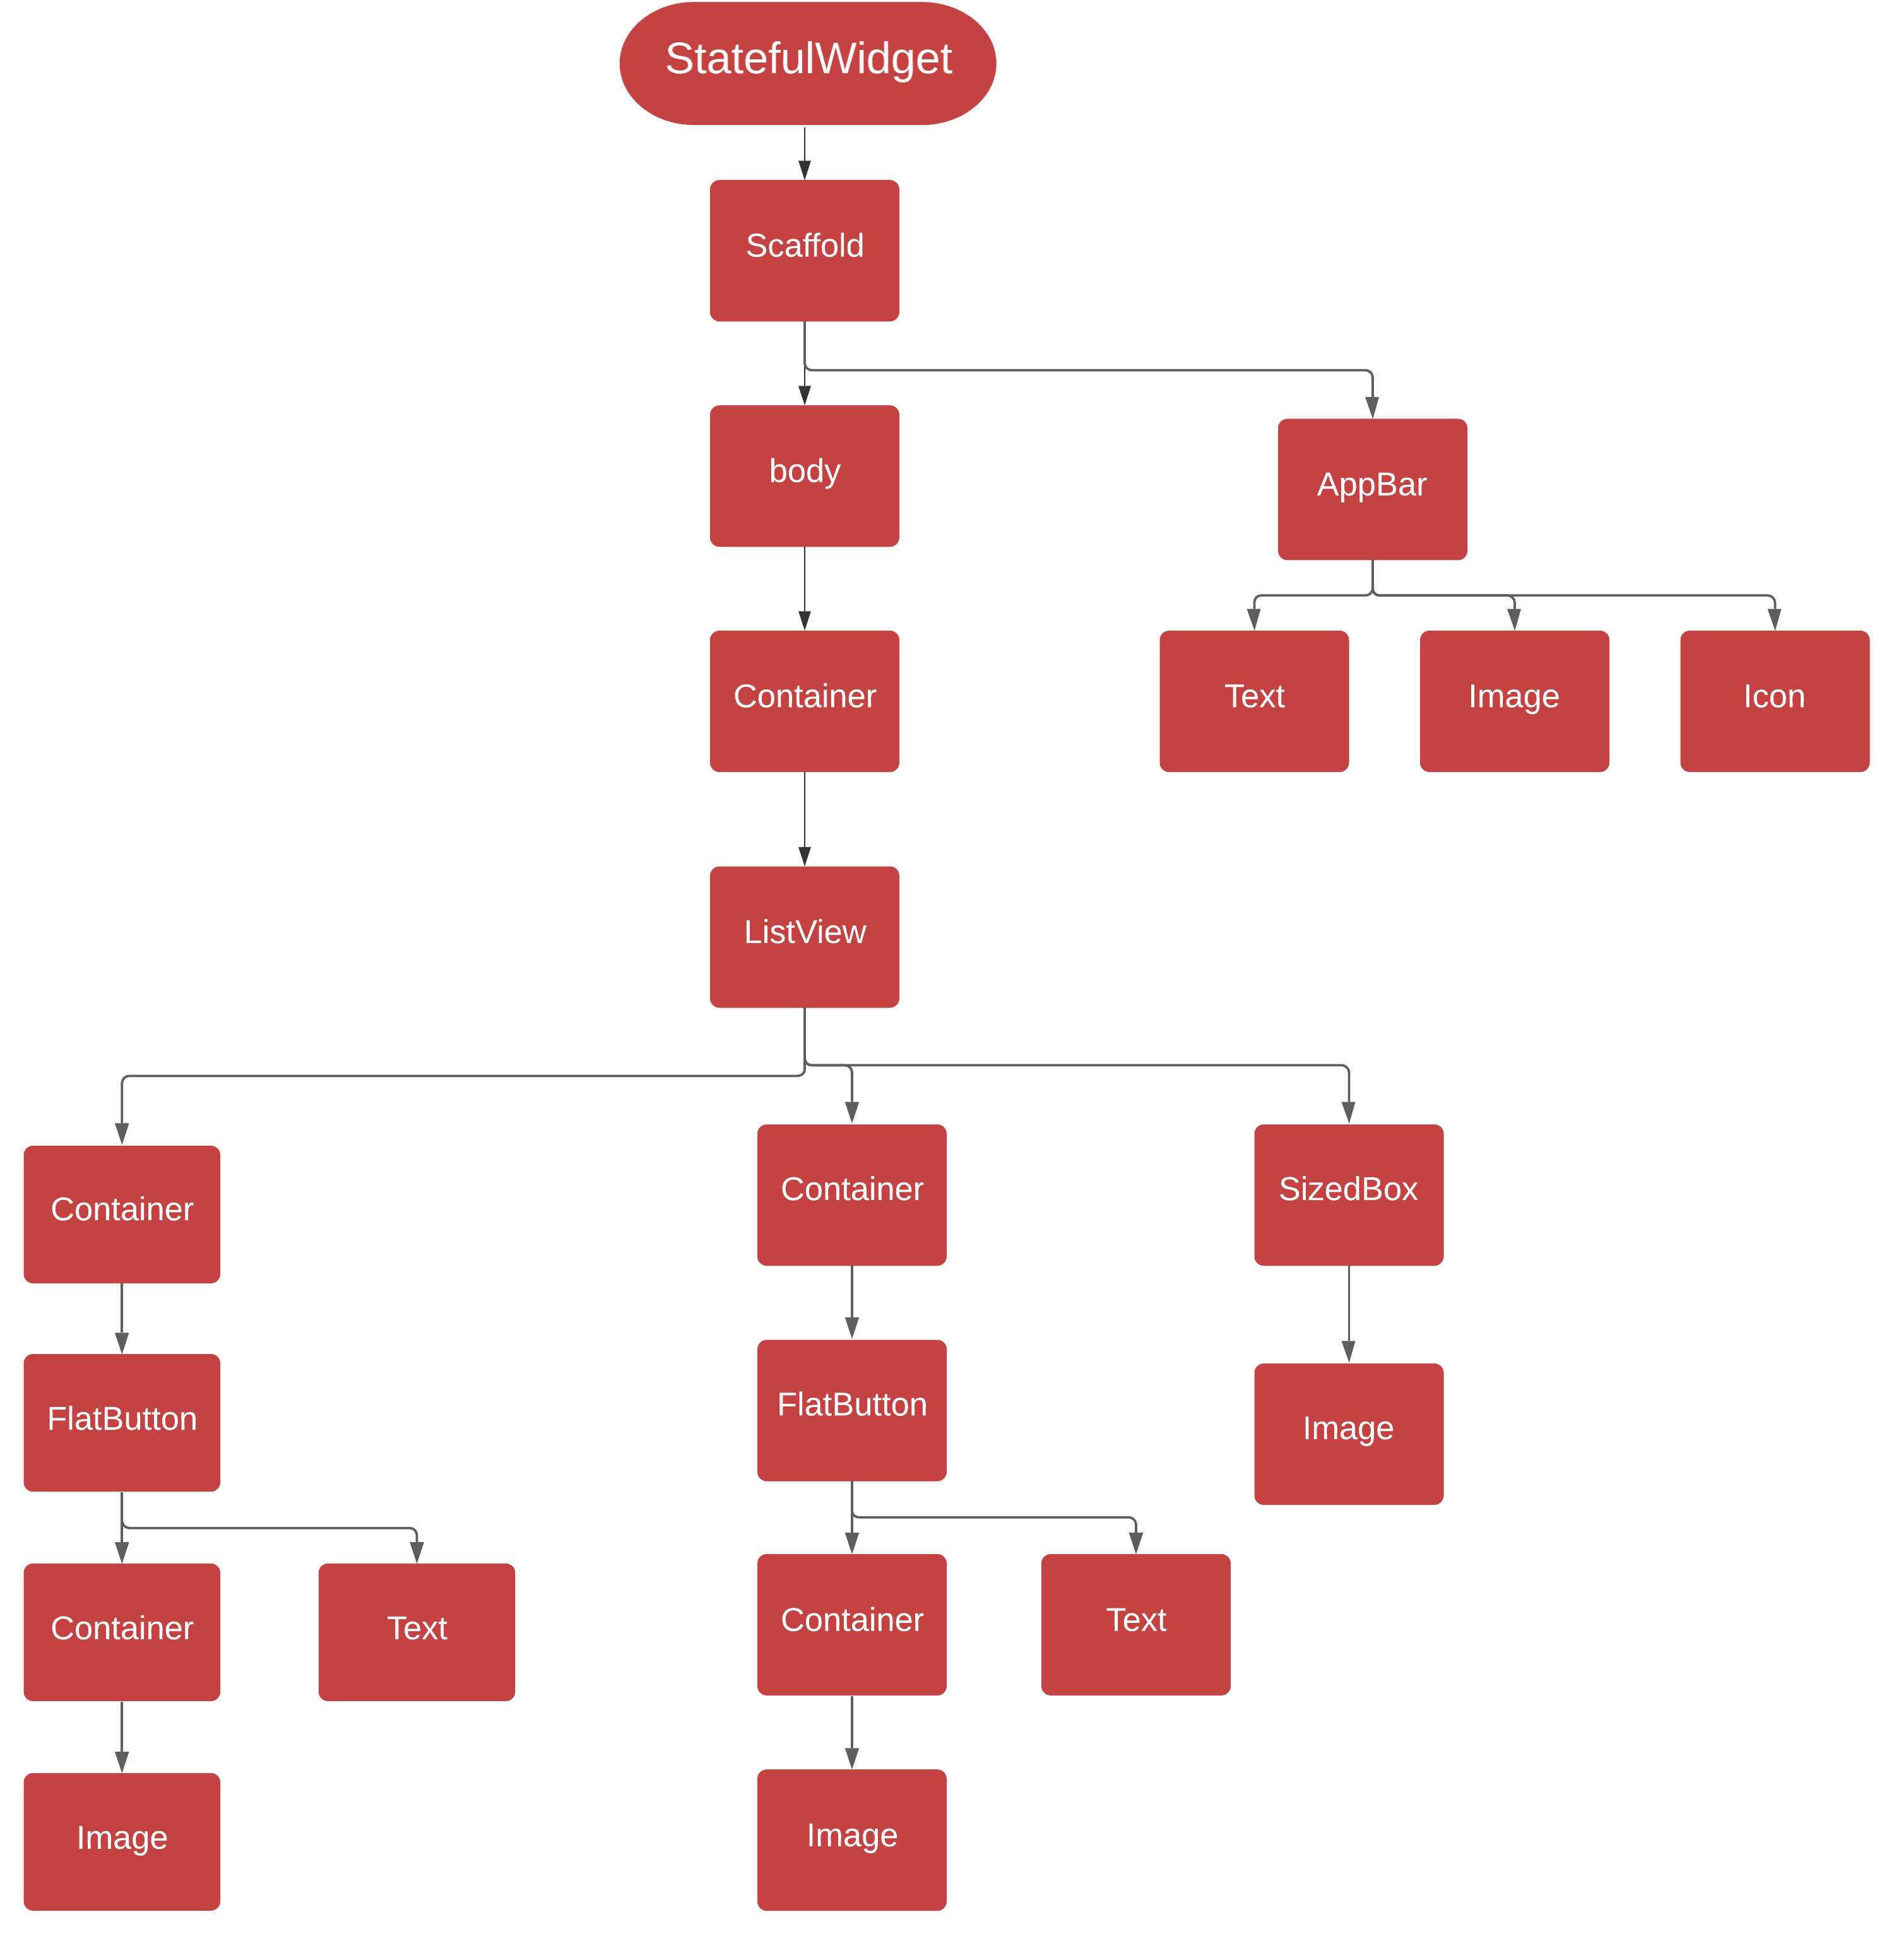 StatefulWidget
Scaffold
body
AppBar
Container
Text
Image
Icon
ListView
Container
Container
SizedBox
FlatButton
FlatButton
Image
Container
Text
Container
Text
Image
Image